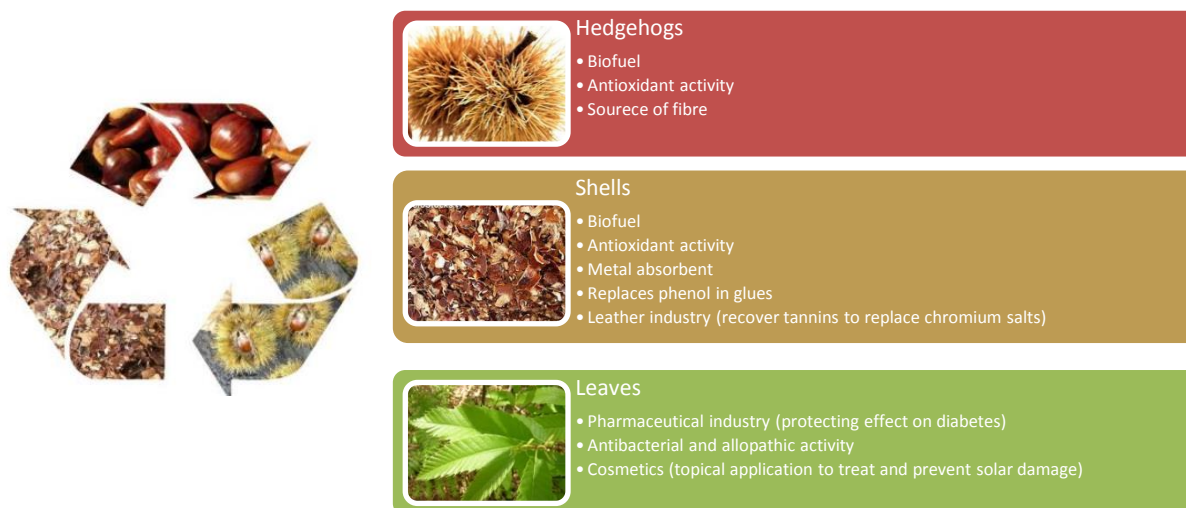 Hedgehogs
• Biofuel
• Antioxidant activity
• Sourece of fibre
Shells
• Biofuel
• Antioxidant activity
• Metal absorbent
• Replaces phenol in glues
• Leather industry (recover tannins to replace chromium salts)
Leaves
• Pharmaceutical industry (protecting effect on diabetes)
• Antibacterial and allopathic activity
• Cosmetics (topical application to treat and prevent solar damage)